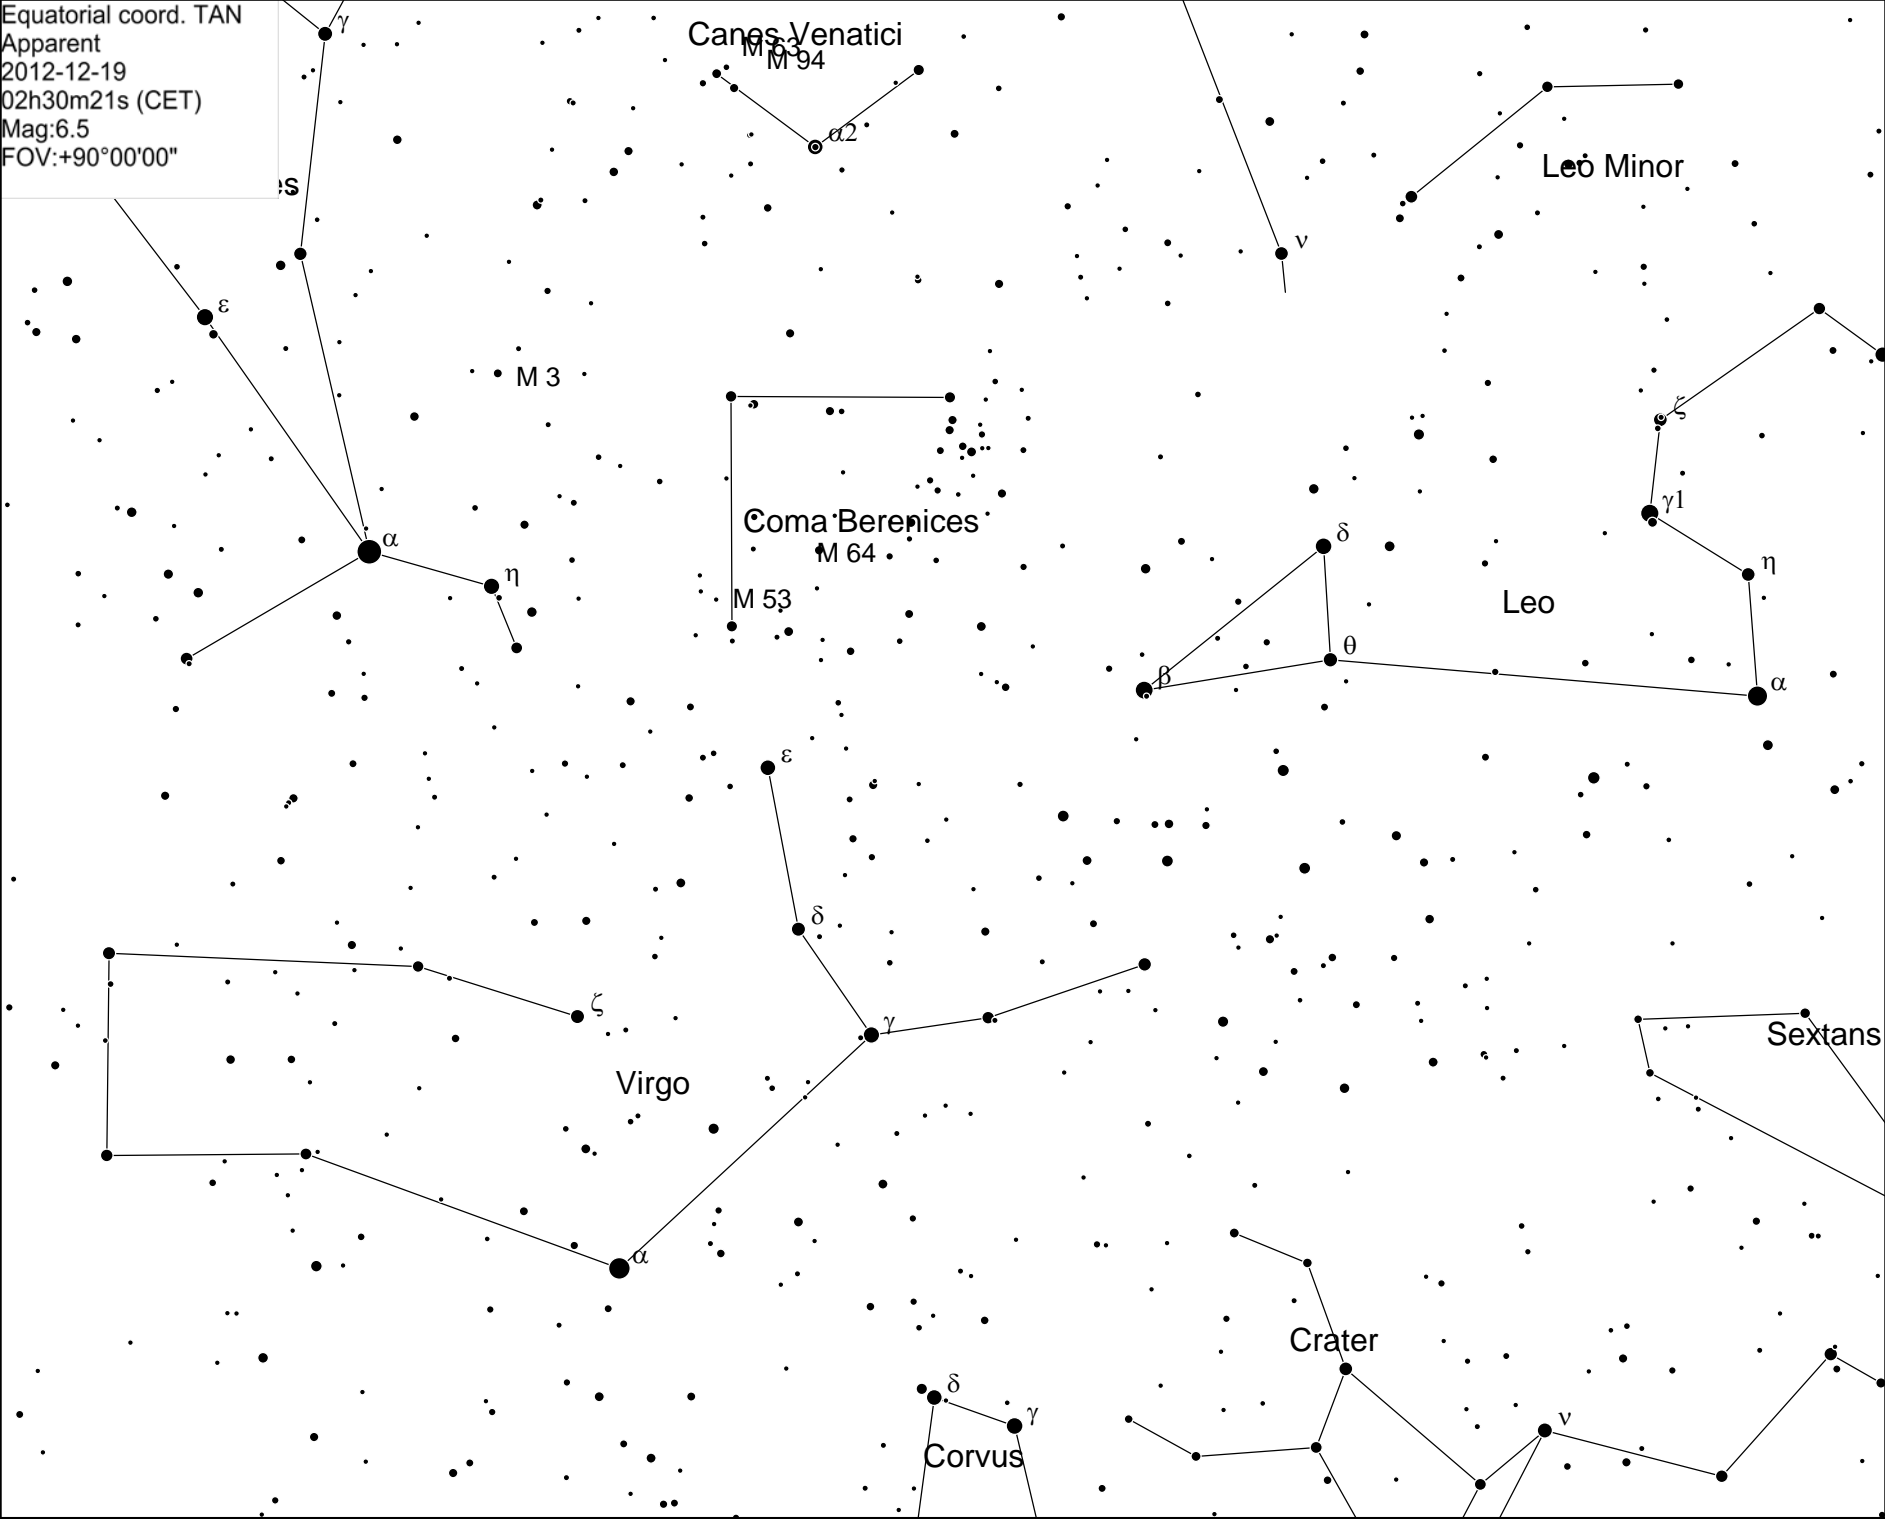 Equatorial coord. TAN
Apparent
2012-12-19
02h30m21s (CET)
Mag:6.5
FOV:+90°00'00"
γ
es
Canes Venatici
M 63
M 94
α2
Leo Minor
ν
ε
M 3
ζ
γ1
Coma Berenices
M 64
α
δ
η
η
M 53
Leo
θ
β
α
ε
δ
ζ
γ
Sextans
Virgo
α
Crater
δ
γ
ν
Corvus